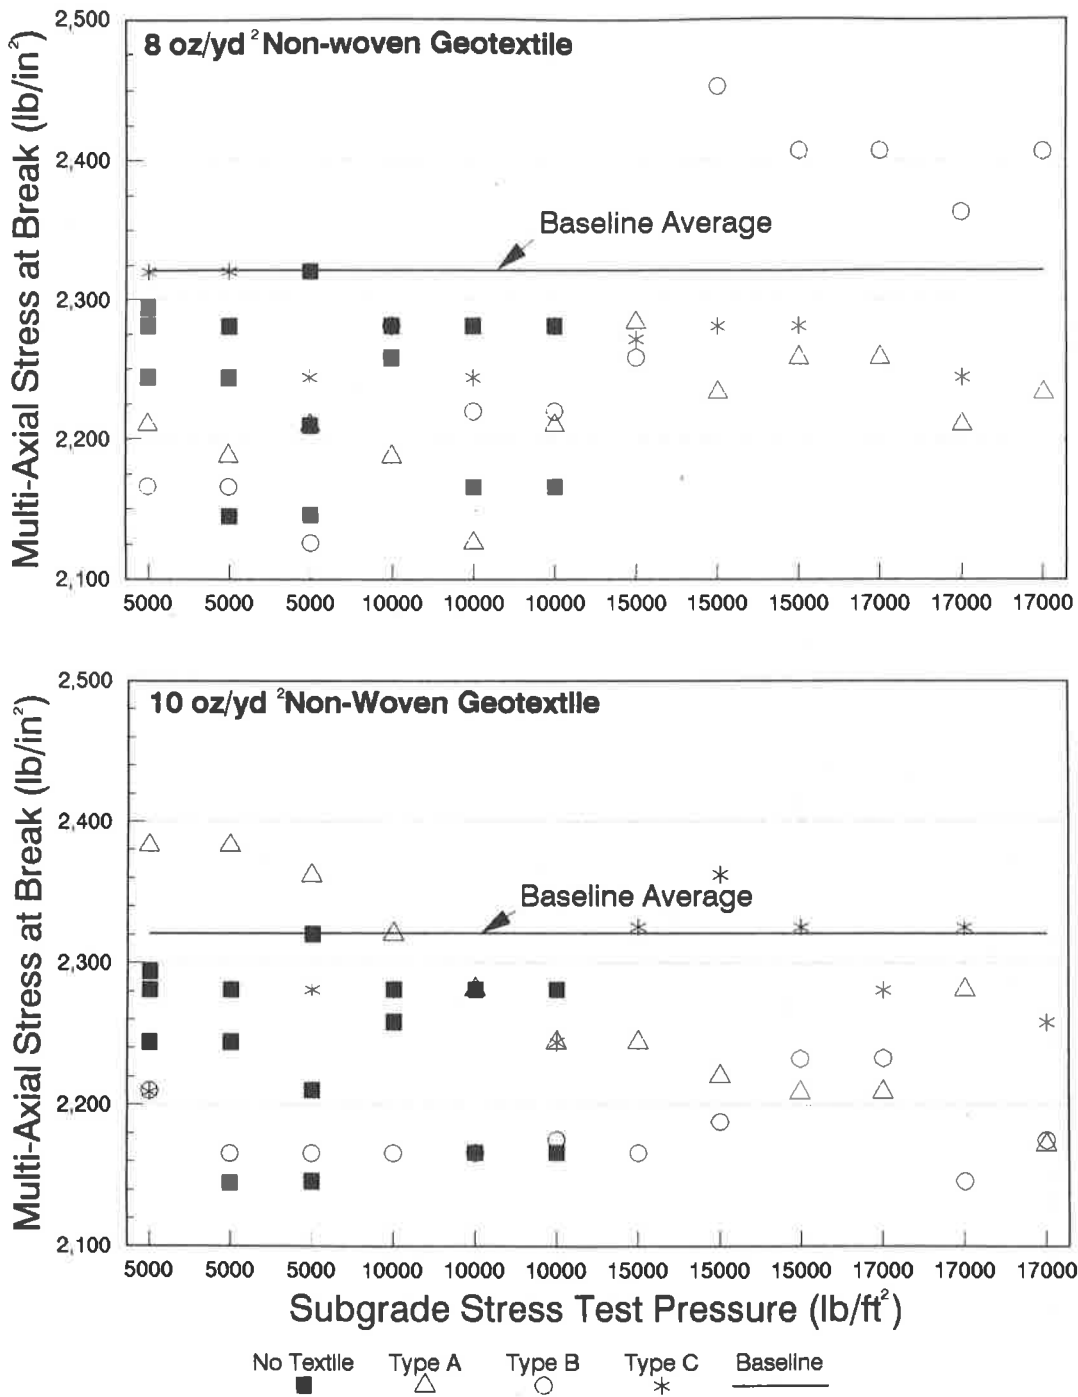 8 oz/yd ² Non-woven Geotextile
Multi-Axial Stress at Break (lb/in²)
2,500
2,400
2,300
2,200
2,100
Baseline Average
5000 5000 5000 10000 10000 10000 15000 15000 15000 17000 17000 17000
10 oz/yd ²Non-Woven Geotextile
Multi-Axial Stress at Break (lb/in²)
2,500
2,400
2,300
2,200
2,100
Baseline Average
5000 5000 5000 10000 10000 10000 15000 15000 15000 17000 17000 17000
Subgrade Stress Test Pressure (lb/ft²)
No Textile Type A Type B Type C Baseline